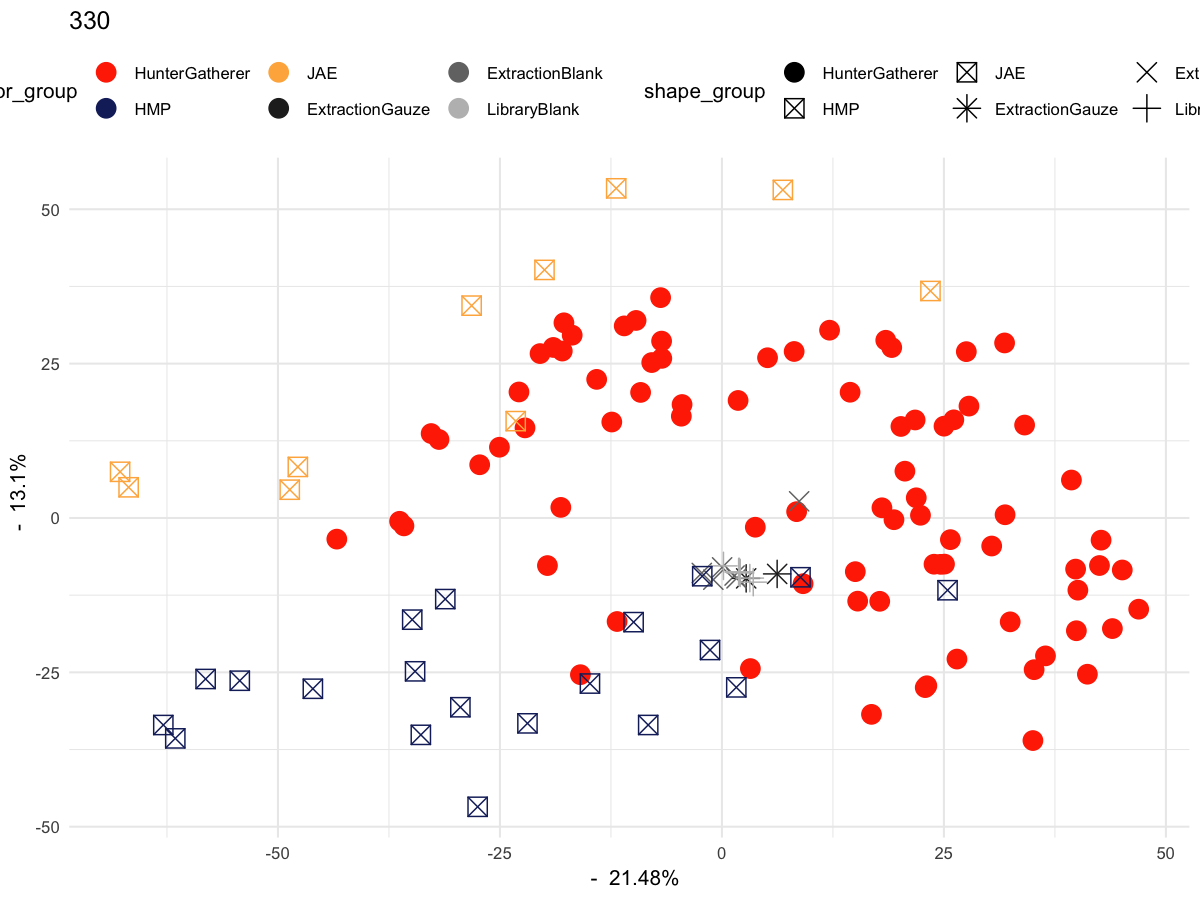 330
or_group
HunterGatherer JAE ExtractionBlank
HMP ExtractionGauze LibraryBlank
shape_group
HunterGatherer JAE Ext
HMP ExtractionGauze Libr
50
25
0
-25
-50
- 13.1%
-50 -25 0 25 50
- 21.48%